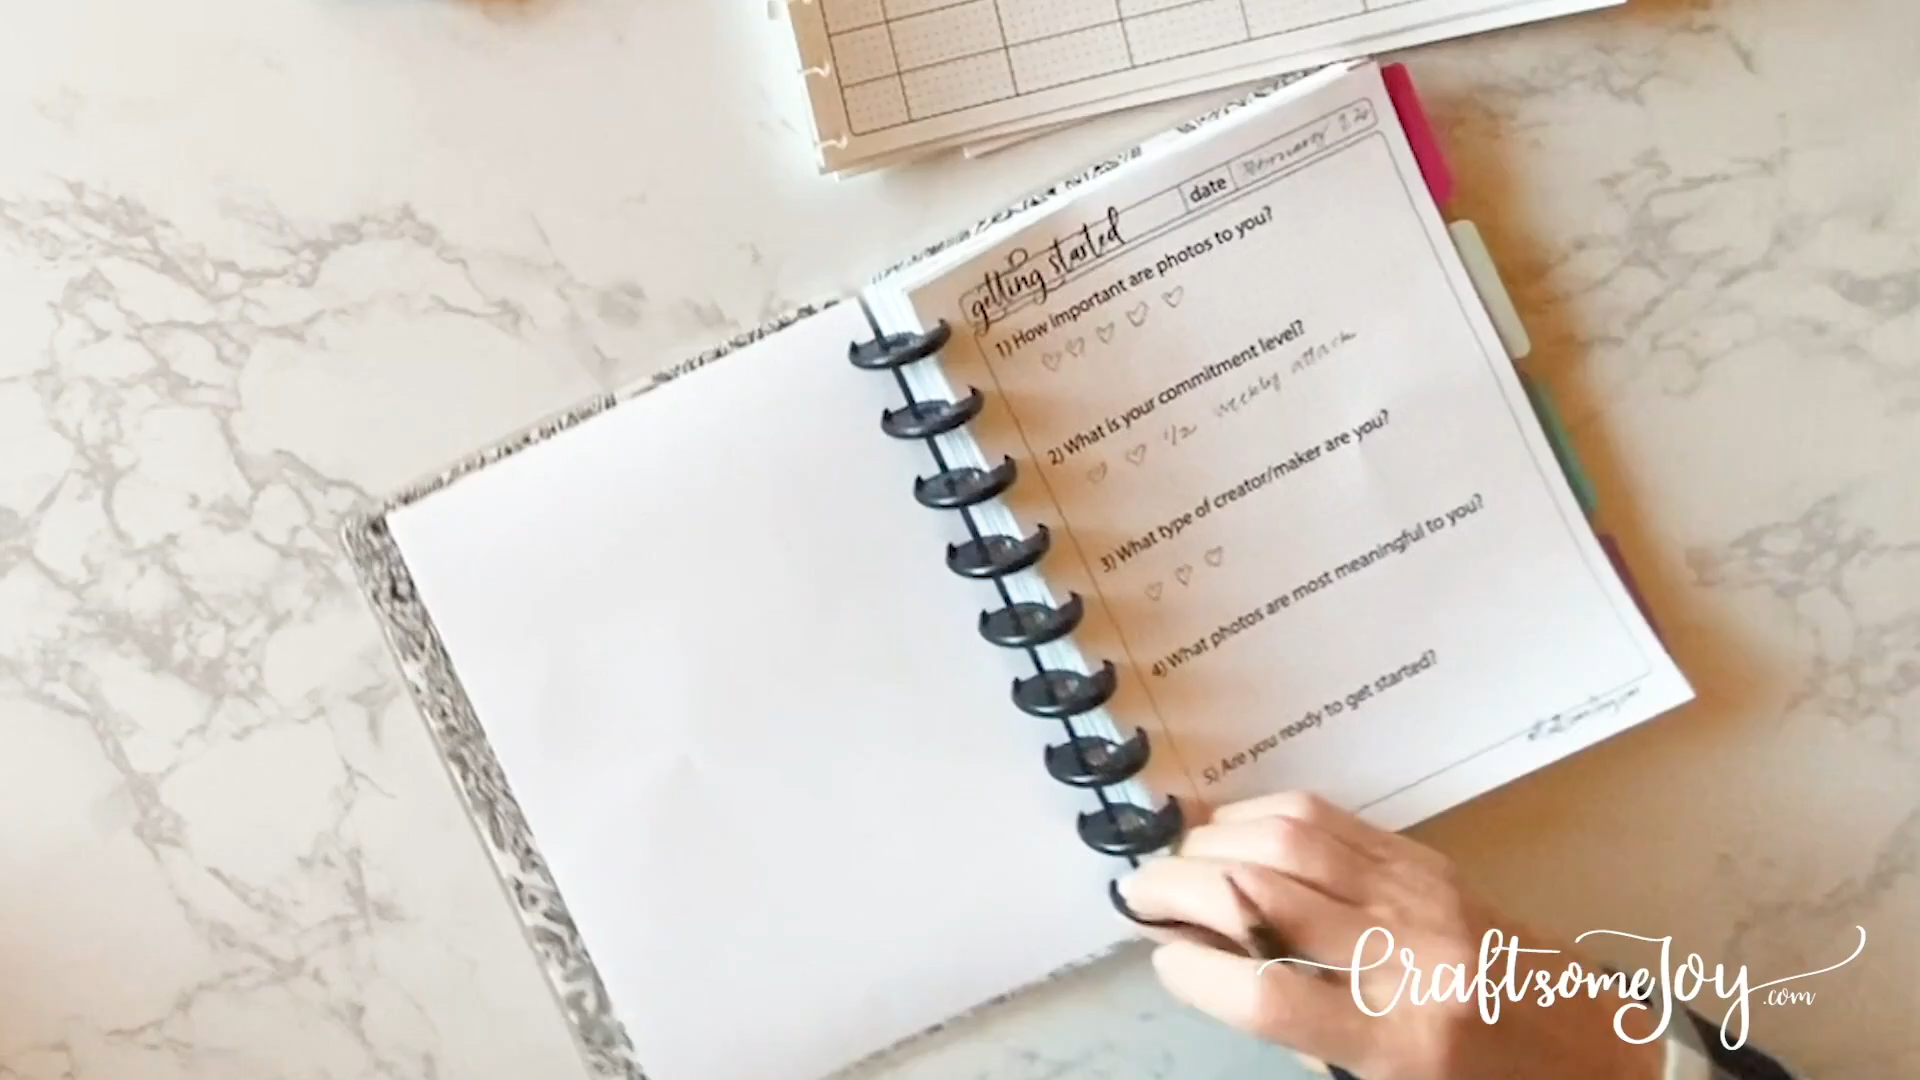 getting started
date
1) How important are photos to you?
2) What is your commitment level?
1/2 weekly attack
3) What type of creator/maker are you?
4) What photos are most meaningful to you?
5) Are you ready to get started?
CraftsomeJoy.com